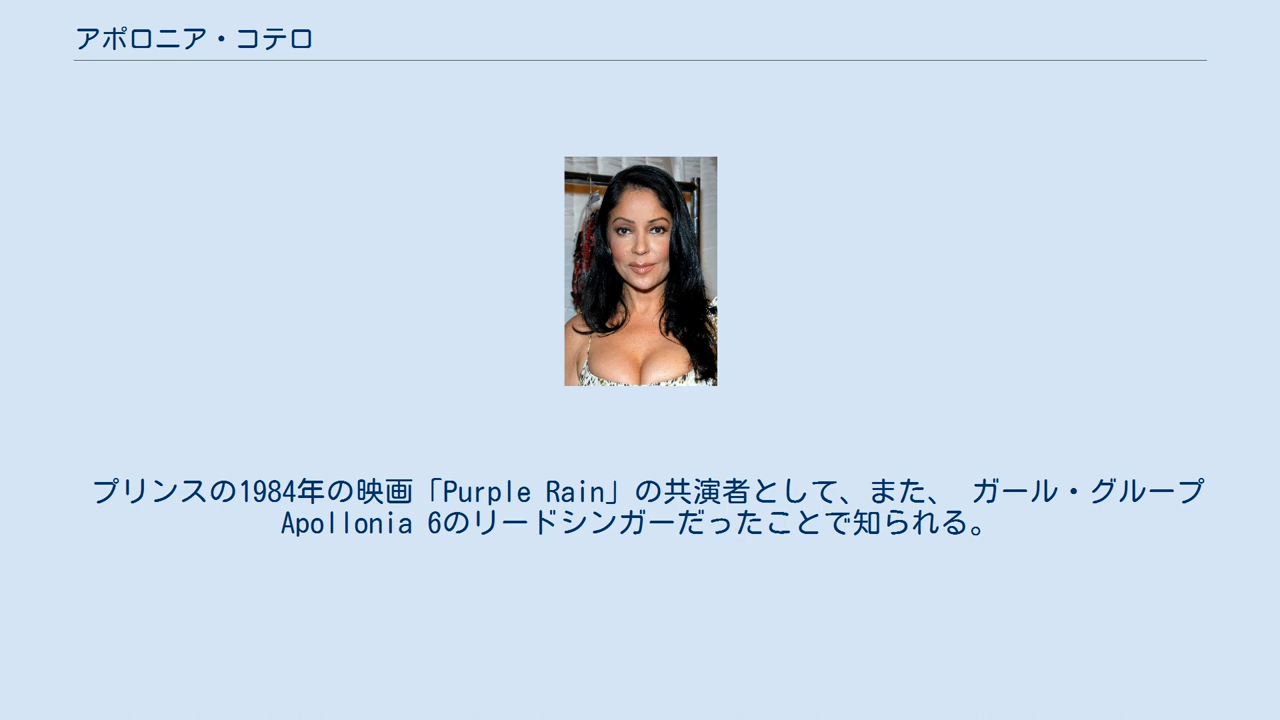 アポロニア・コテロ
プリンスの1984年の映画「Purple Rain」の共演者として、また、 ガール・グループ
Apollonia 6のリードシンガーだったことで知られる。